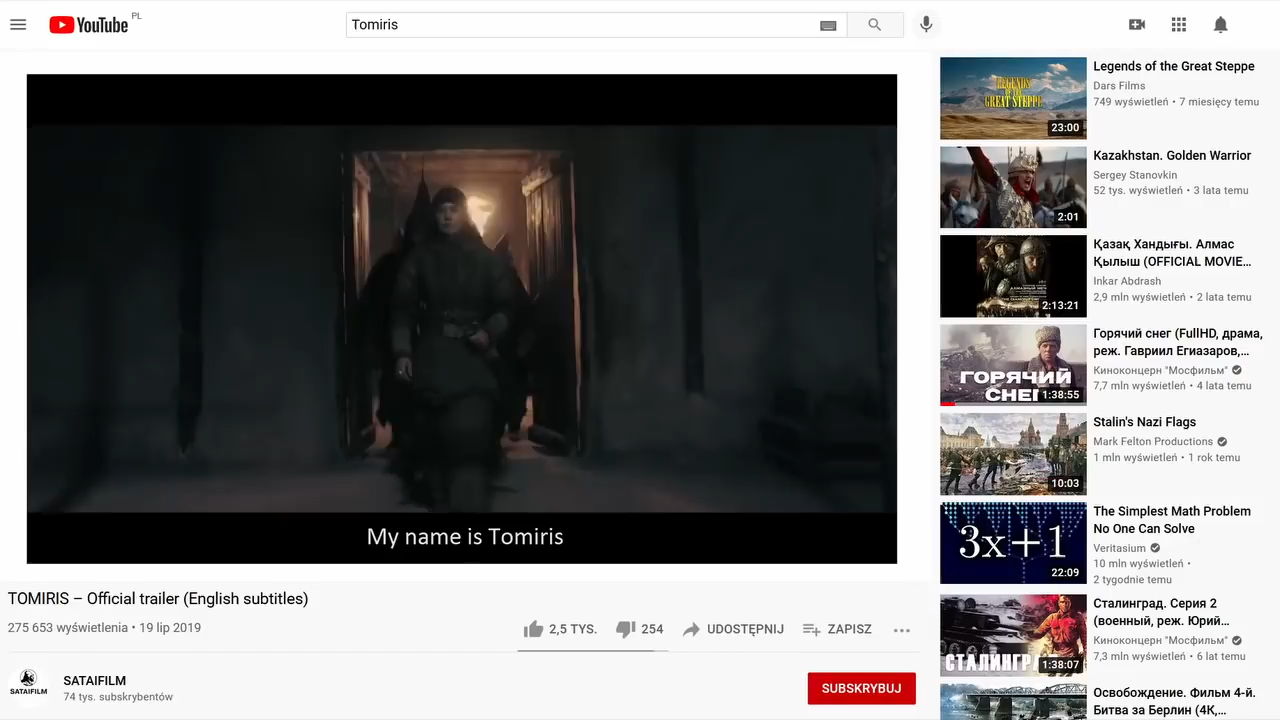 YouTube PL
Tomiris
My name is Tomiris
TOMIRIS – Official trailer (English subtitles)
275 653 wyświetlenia • 19 lip 2019
2,5 TYS.
254
UDOSTĘPNIJ
ZAPISZ
SATAIFILM
SATAIFILM
74 tys. subskrybentów
SUBSKRYBUJ
LEGENDS
OF THE
GREAT STEPPE
23:00
Legends of the Great Steppe
Dars Films
749 wyświetleń • 7 miesięcy temu
2:01
Kazakhstan. Golden Warrior
Sergey Stanovkin
52 tys. wyświetleń • 3 lata temu
2:13:21
Қазақ Хандығы. Алмас
Қылыш (OFFICIAL MOVIE...
Inkar Abdrash
2,9 mln wyświetleń • 2 lata temu
ГОРЯЧИЙ
СНЕГ
1:38:55
Горячий снег (FullHD, драма,
реж. Гавриил Егиазаров,...
Киноконцерн "Мосфильм"
7,7 mln wyświetleń • 4 lata temu
10:03
Stalin's Nazi Flags
Mark Felton Productions
1 mln wyświetleń • 1 rok temu
3x+1
22:09
The Simplest Math Problem
No One Can Solve
Veritasium
10 mln wyświetleń •
2 tygodnie temu
СТАЛИНГРА
1:38:07
Сталинград. Серия 2
(военный, реж. Юрий...
Киноконцерн "Мосфильм"
7,3 mln wyświetleń • 6 lat temu
Освобождение. Фильм 4-й.
Битва за Берлин (4К,...